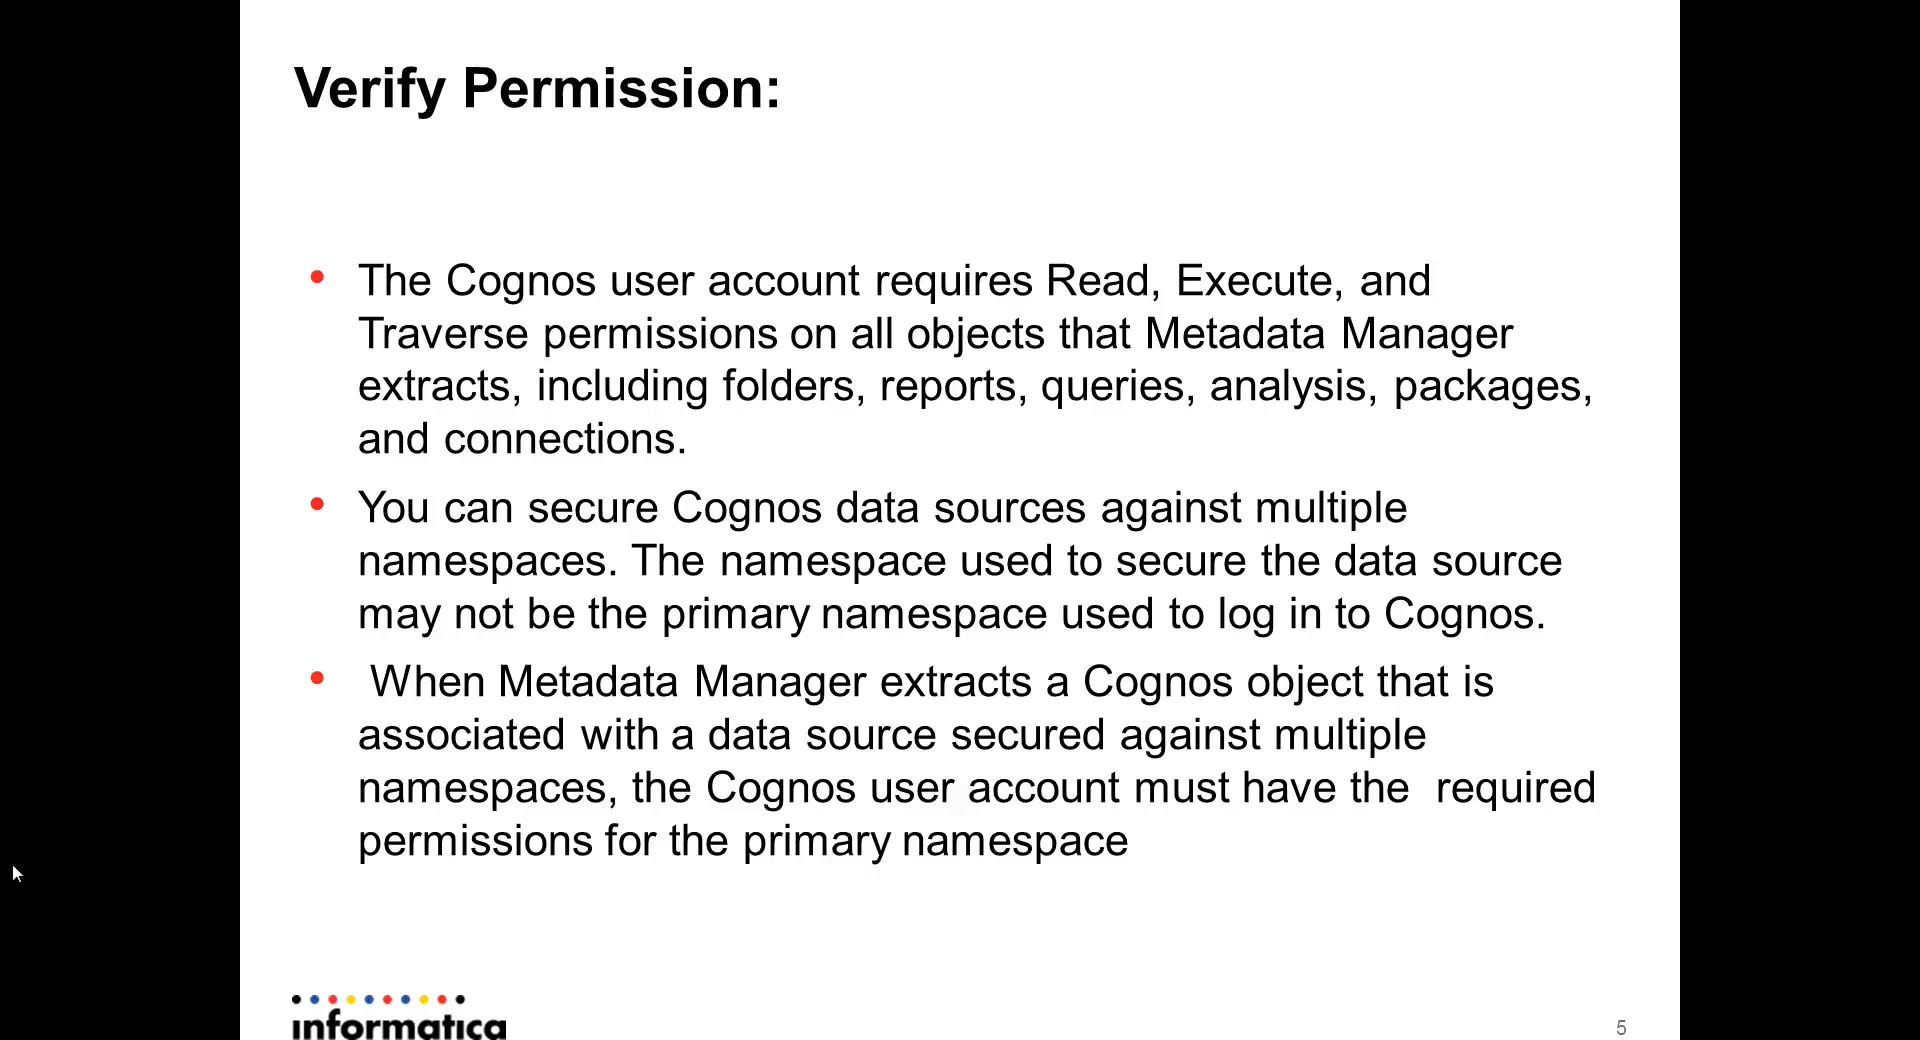 Verify Permission:
• The Cognos user account requires Read, Execute, and
Traverse permissions on all objects that Metadata Manager
extracts, including folders, reports, queries, analysis, packages,
and connections.
• You can secure Cognos data sources against multiple
namespaces. The namespace used to secure the data source
may not be the primary namespace used to log in to Cognos.
• When Metadata Manager extracts a Cognos object that is
associated with a data source secured against multiple
namespaces, the Cognos user account must have the  required
permissions for the primary namespace
informatica
5